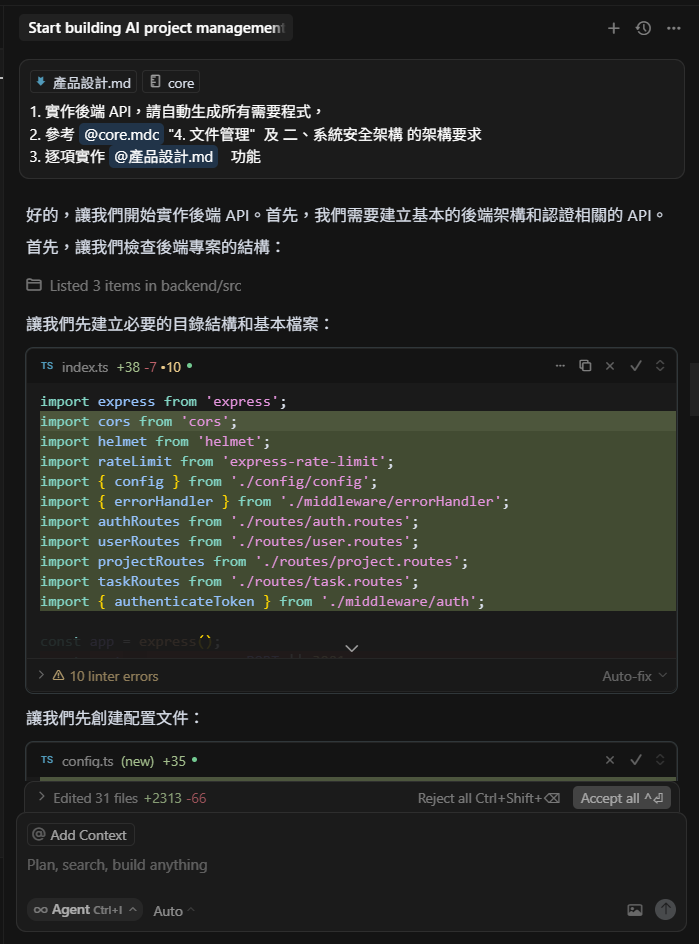 Start building AI project management
產品設計.md core
1. 實作後端 API，請自動生成所有需要程式，
2. 參考 @core.mdc "4. 文件管理" 及 二、系統安全架構 的架構要求
3. 逐項實作 @產品設計.md 功能
好的，讓我們開始實作後端 API。首先，我們需要建立基本的後端架構和認證相關的 API。
首先，讓我們檢查後端專案的結構：
Listed 3 items in backend/src
讓我們先建立必要的目錄結構和基本檔案：
TS index.ts +38 -7 •10
import express from 'express';
import cors from 'cors';
import helmet from 'helmet';
import rateLimit from 'express-rate-limit';
import { config } from './config/config';
import { errorHandler } from './middleware/errorHandler';
import authRoutes from './routes/auth.routes';
import userRoutes from './routes/user.routes';
import projectRoutes from './routes/project.routes';
import taskRoutes from './routes/task.routes';
import { authenticateToken } from './middleware/auth';
const app = express();
10 linter errors Auto-fix
讓我們先創建配置文件：
TS config.ts (new) +35
Edited 31 files +2313 -66 Reject all Ctrl+Shift+⌫ Accept all ^⏎
@ Add Context
Plan, search, build anything
∞ Agent Ctrl+I Auto